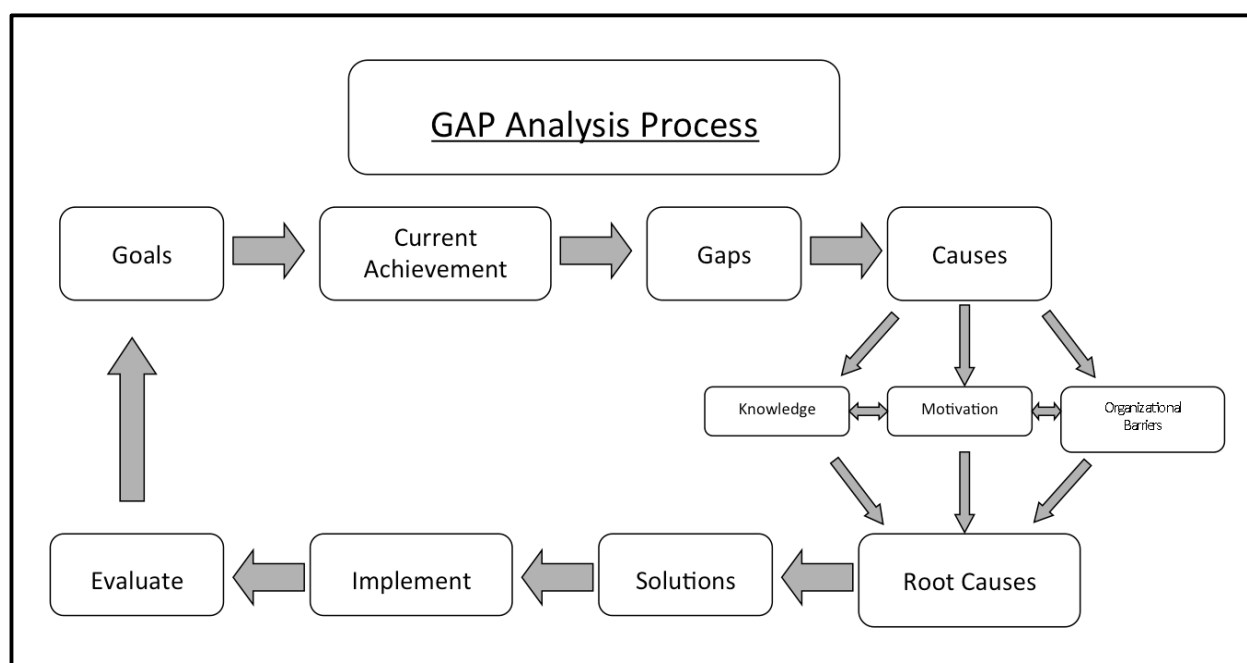 GAP Analysis Process
Goals
Current
Achievement
Gaps
Causes
Knowledge
Motivation
Organizational
Barriers
Evaluate
Implement
Solutions
Root Causes